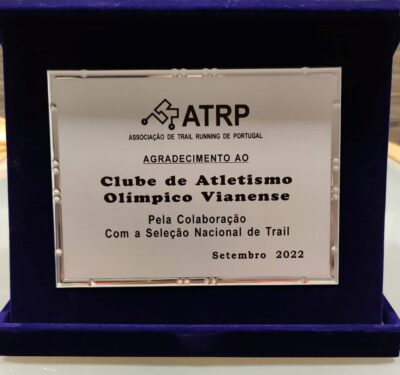 ATRP
ASSOCIAÇÃO DE TRAIL RUNNING DE PORTUGAL
AGRADECIMENTO AO
Clube de Atletismo
Olímpico Vianense
Pela Colaboração
Com a Seleção Nacional de Trail
Setembro 2022